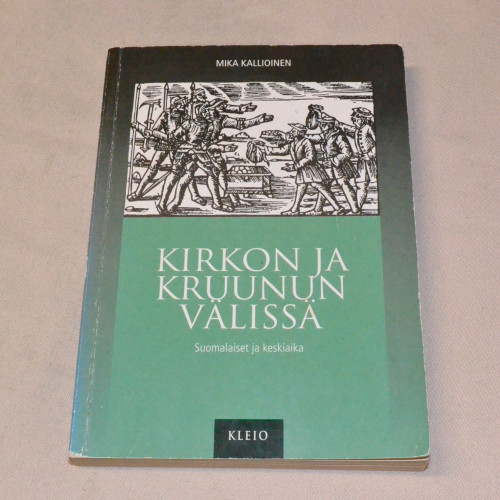 MIKA KALLIOINEN
KIRKON JA
KRUUNUN
VÄLISSÄ
Suomalaiset ja keskiaika
KLEIO